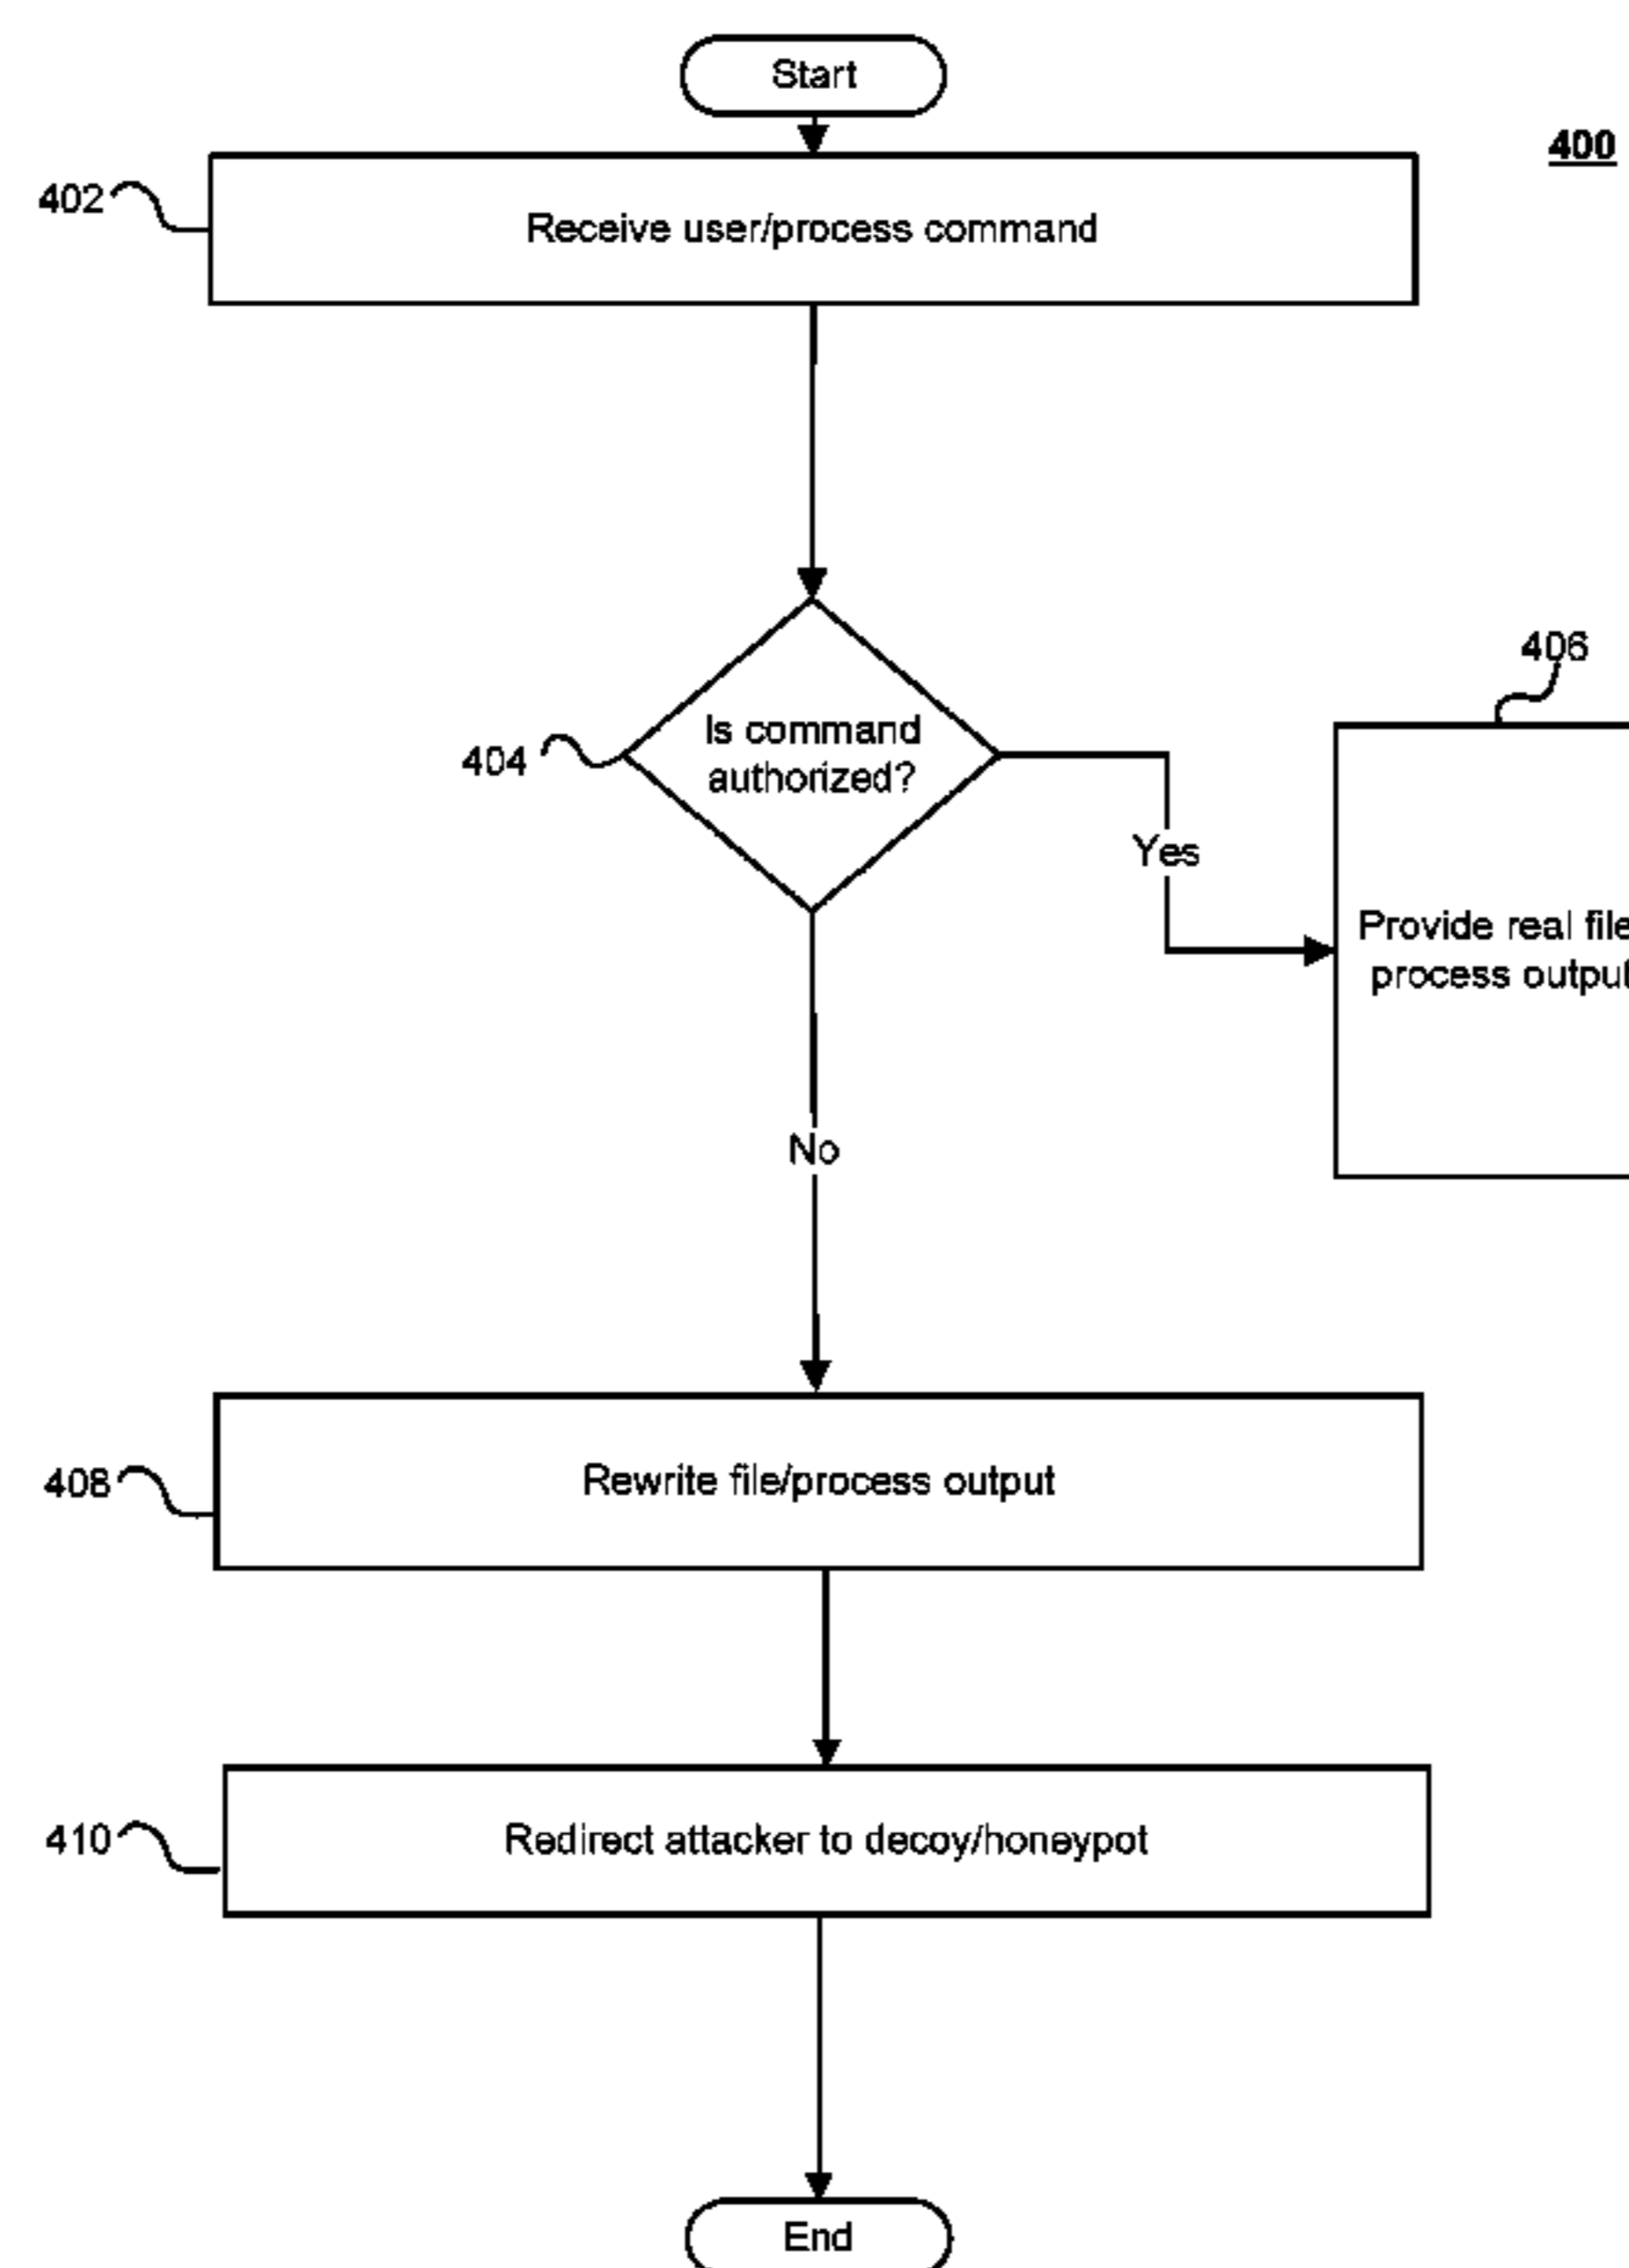 Start
400
402
Receive user/process command
406
Is command
authorized?
404
Yes
Provide real file
process output
No
Rewrite file/process output
408
Redirect attacker to decoy/honeypot
410
End